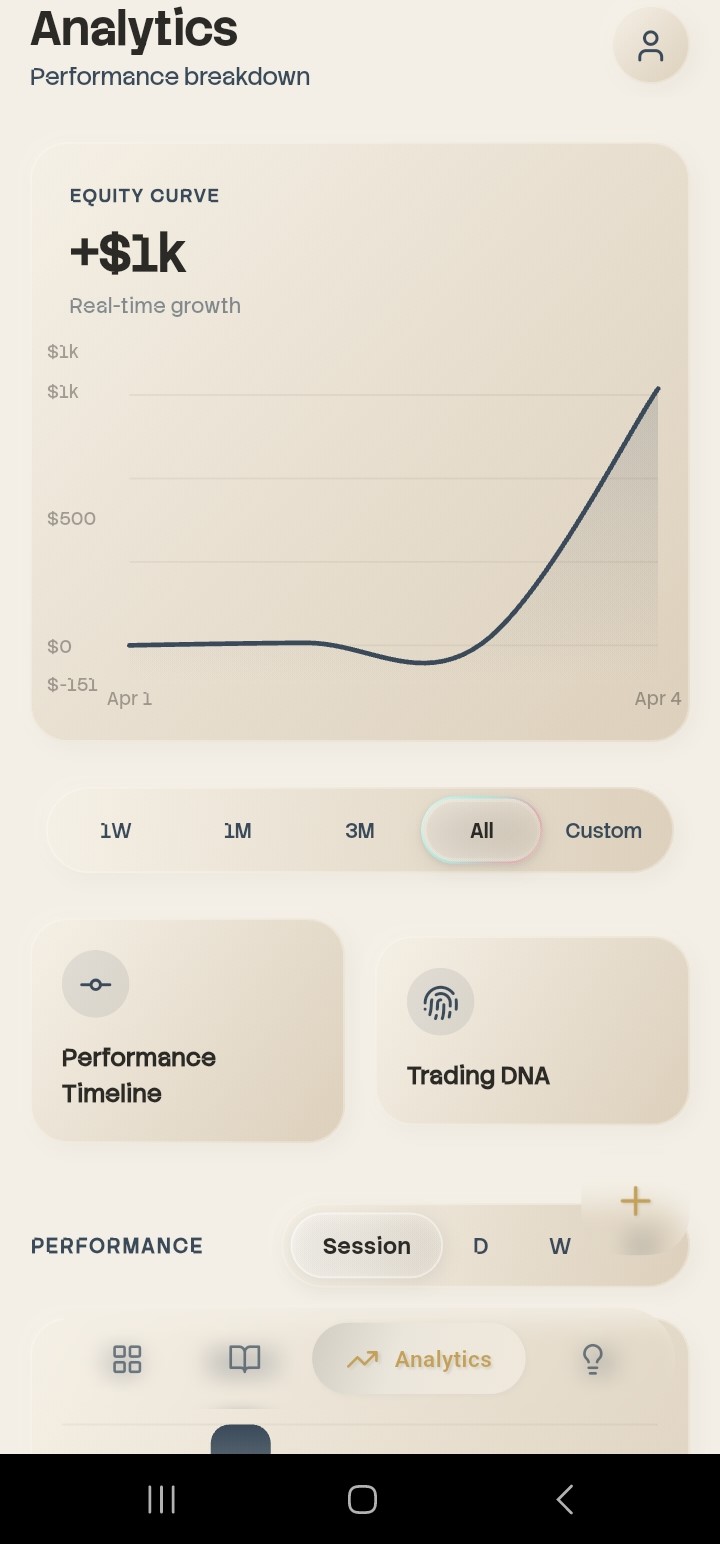 Analytics
Performance breakdown
EQUITY CURVE
+$1k
Real-time growth
$1k
$1k
$500
$0
$-151
Apr 1
Apr 4
1W
1M
3M
All
Custom
Performance
Timeline
Trading DNA
PERFORMANCE
Session
D
W
Analytics